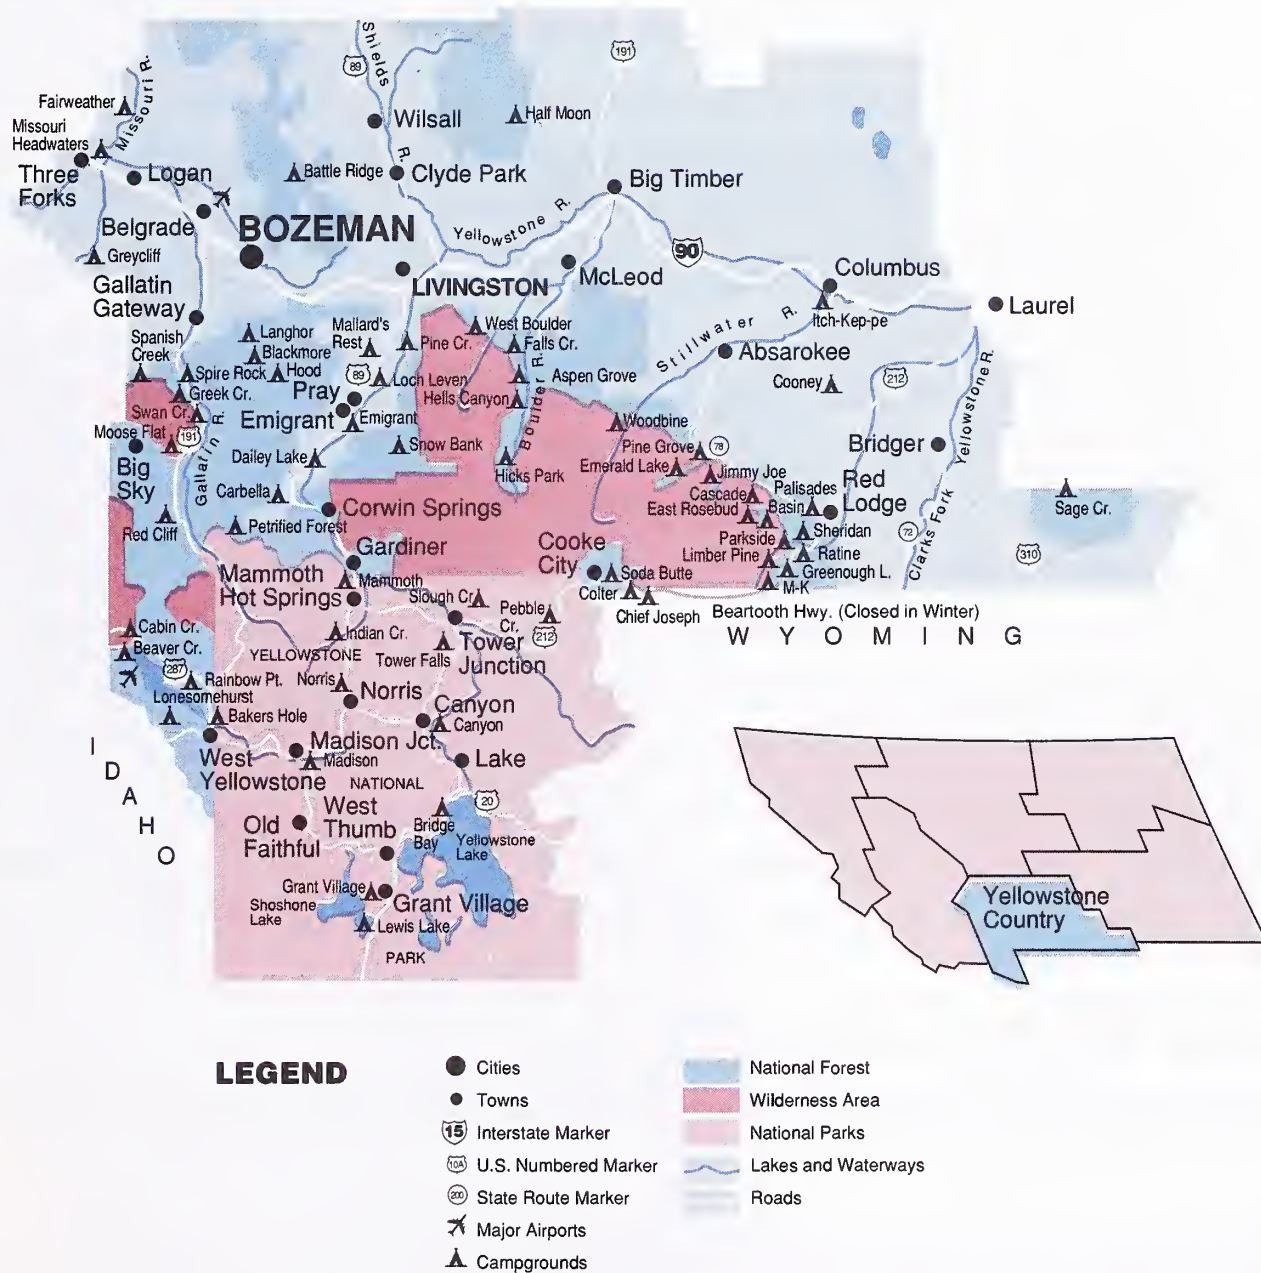 Shields
R.
89
191
Missouri R.
Fairweather
Missouri
Headwaters
Three
Forks
Logan
Wilsall
Half Moon
Battle Ridge
Clyde Park
Big Timber
Belgrade
BOZEMAN
Yellowstone R.
90
Greycliff
Gallatin
Gateway
LIVINGSTON
McLeod
Columbus
Laurel
Itch-Kep-pe
Spanish
Creek
Langhor
Blackmore
Hood
Mallard's
Rest
Pine Cr.
West Boulder
Falls Cr.
Stillwater R.
Absarokee
Cooney
212
Spire Rock
Greek Cr.
Swan Cr.
Moose Flat
191
Pray
89
Loch Leven
Aspen Grove
Hells Canyon
Boulder R.
Emigrant
Emigrant
Woodbine
Yellowstone R.
Bridger
Big
Sky
Gallatin R.
Dailey Lake
Snow Bank
Hicks Park
Pine Grove
78
Emerald Lake
Jimmy Joe
Cascade
Palisades
Red
Lodge
East Rosebud
Basin
Carbella
Corwin Springs
Red Cliff
Petrified Forest
Sage Cr.
Sheridan
Parkside
72
Clarks Fork
310
Gardiner
Cooke
City
Limber Pine
Ratine
Greenough L.
M-K
Mammoth
Hot Springs
Mammoth
Slough Cr.
Soda Butte
Colter
Chief Joseph
Beartooth Hwy. (Closed in Winter)
Pebble
Cr.
212
WYOMING
Cabin Cr.
Beaver Cr.
287
Indian Cr.
YELLOWSTONE
Tower Falls
Tower
Junction
Rainbow Pt.
Lonesomehurst
Bakers Hole
Norris
Norris
Canyon
Canyon
IDAHO
West
Yellowstone
Madison Jct.
Madison
Lake
NATIONAL
20
Old
Faithful
West
Thumb
Bridge
Bay
Yellowstone
Lake
Grant Village
Shoshone
Lake
Grant Village
Lewis Lake
PARK
Yellowstone
Country
LEGEND
Cities
Towns
15 Interstate Marker
10A U.S. Numbered Marker
200 State Route Marker
Major Airports
Campgrounds
National Forest
Wilderness Area
National Parks
Lakes and Waterways
Roads